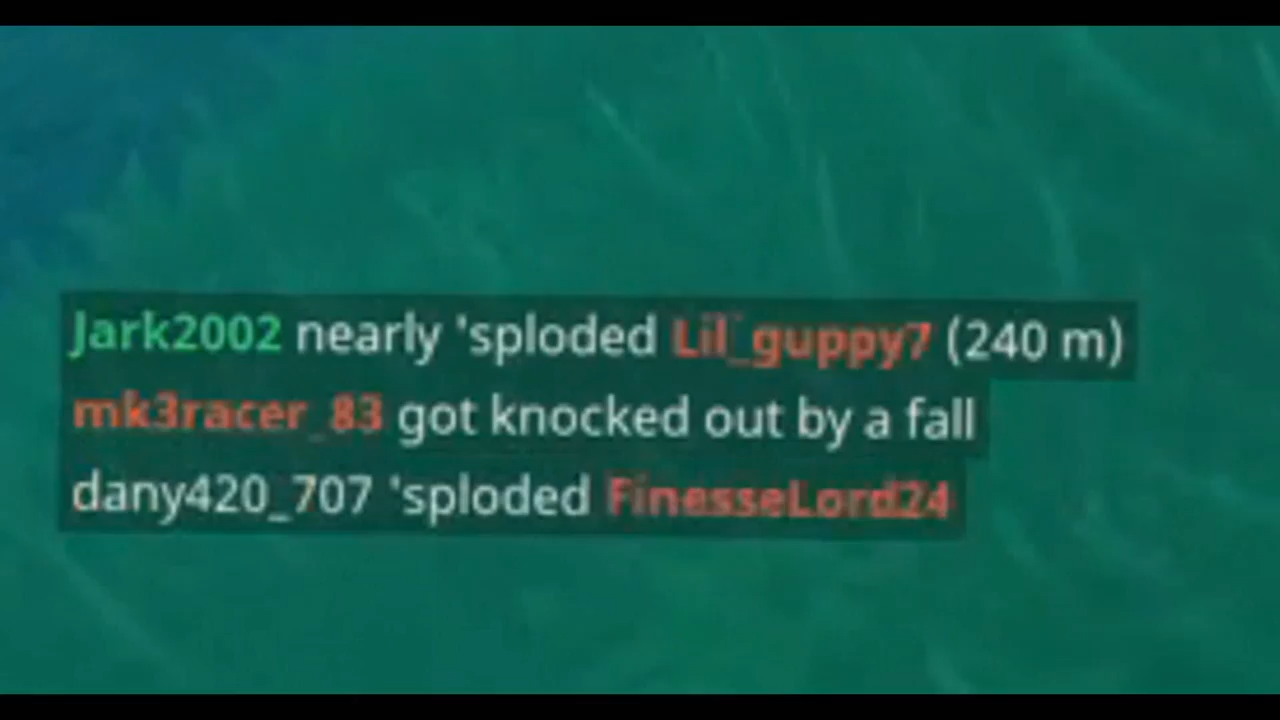 Jark2002 nearly 'sploded Lil_guppy7 (240 m)
mk3racer_83 got knocked out by a fall
dany420_707 'sploded FinesseLord24